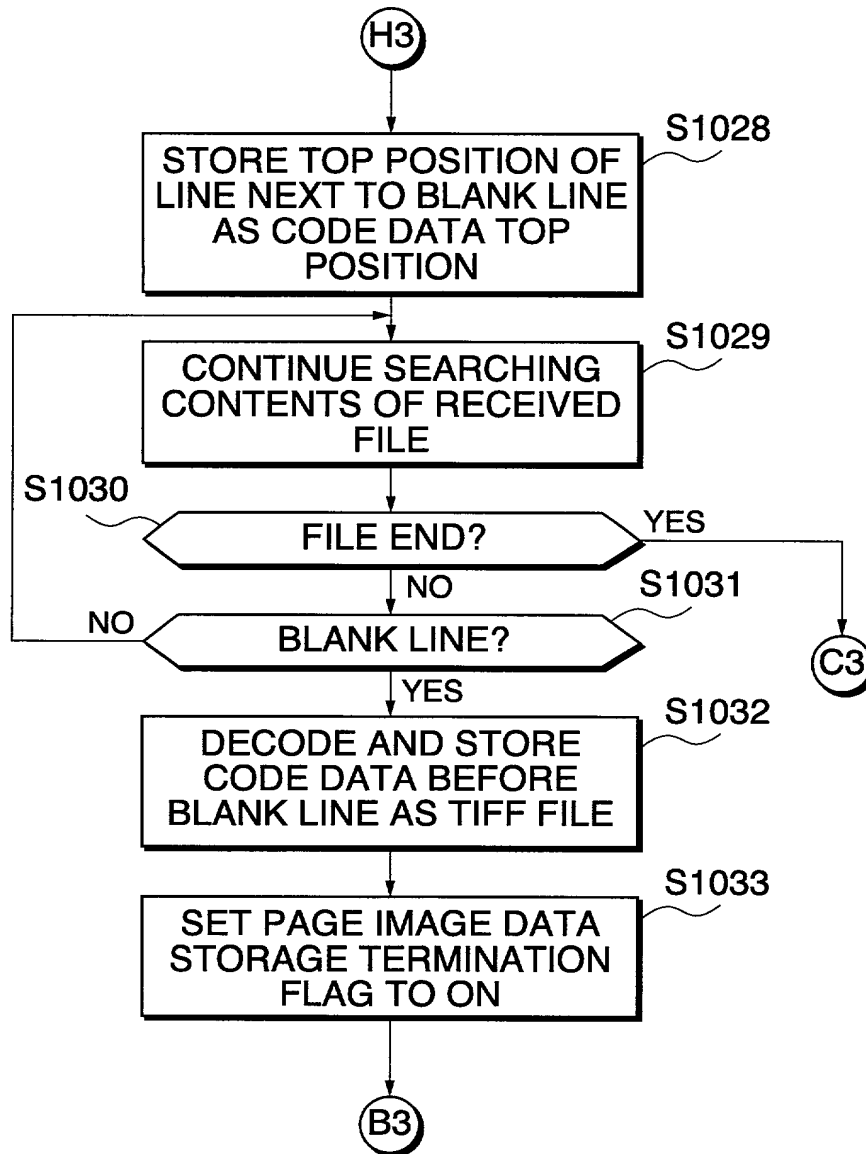 H3
S1028
STORE TOP POSITION OF
LINE NEXT TO BLANK LINE
AS CODE DATA TOP
POSITION
S1029
CONTINUE SEARCHING
CONTENTS OF RECEIVED
FILE
S1030
FILE END?
YES
NO
S1031
NO
BLANK LINE?
C3
YES
S1032
DECODE AND STORE
CODE DATA BEFORE
BLANK LINE AS TIFF FILE
S1033
SET PAGE IMAGE DATA
STORAGE TERMINATION
FLAG TO ON
B3